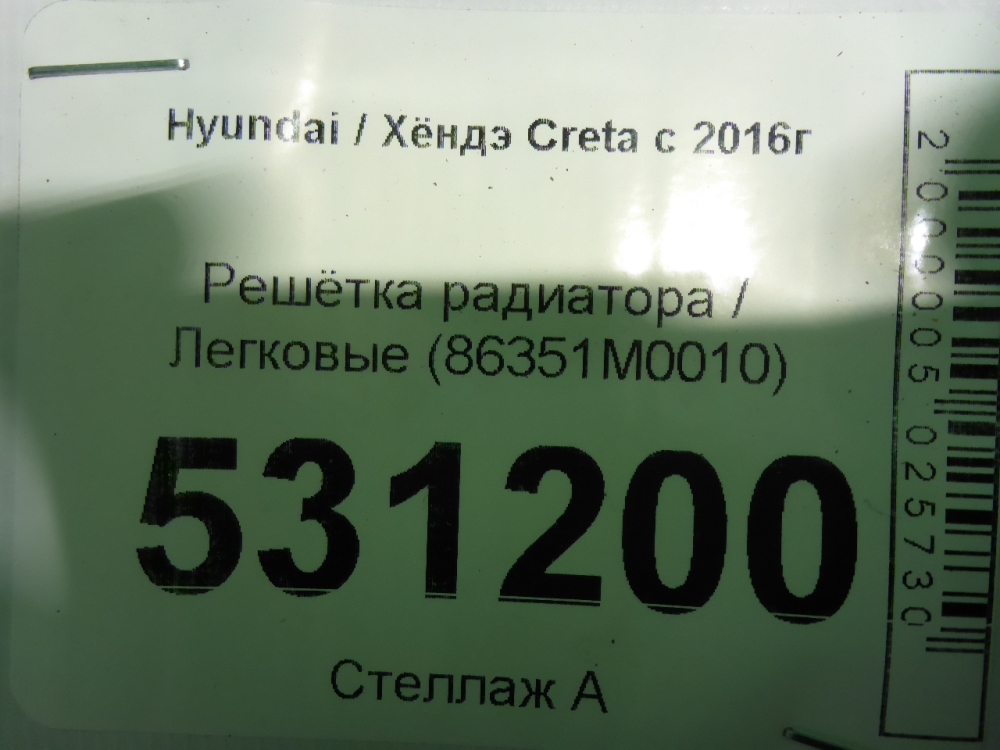 Hyundai / Хёндэ Creta с 2016г
Решётка радиатора /
Легковые (86351M0010)
531200
Стеллаж А
2000005025730